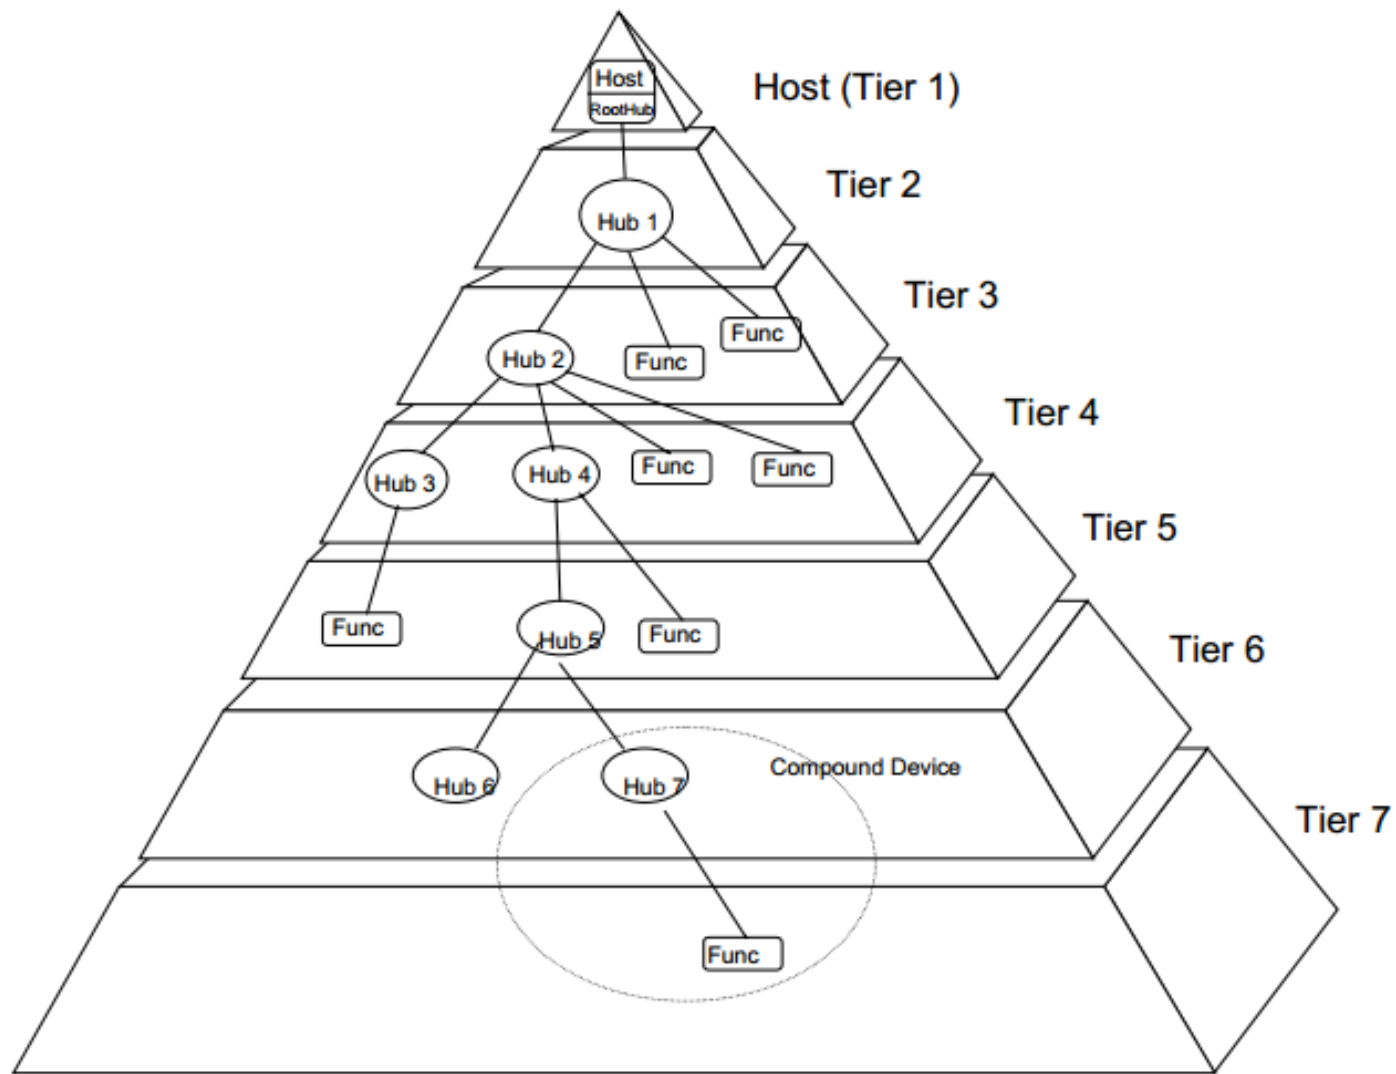 Host
RootHub
Host (Tier 1)
Hub 1
Tier 2
Hub 2
Func
Func
Tier 3
Hub 3
Hub 4
Func
Func
Tier 4
Func
Hub 5
Func
Tier 5
Hub 6
Hub 7
Compound Device
Tier 6
Func
Tier 7